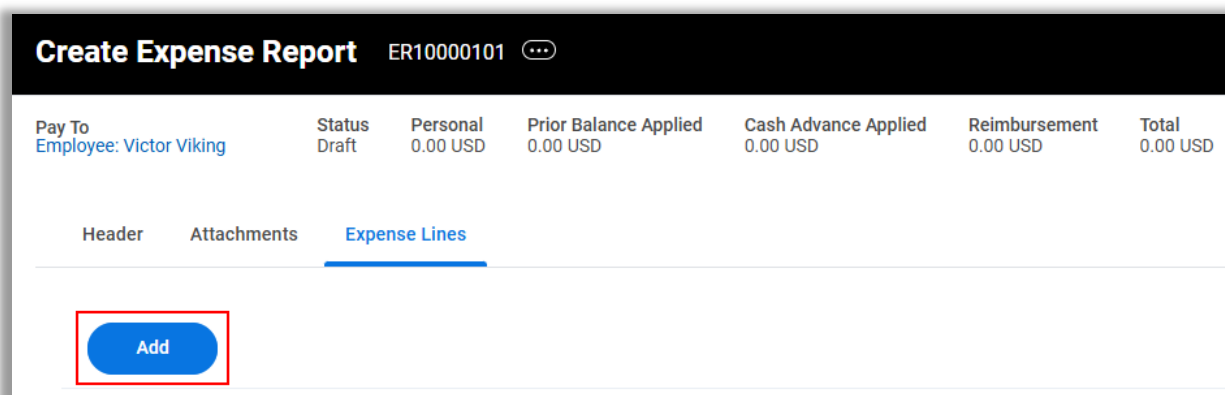 Create Expense Report ER10000101
Pay To Status Personal Prior Balance Applied Cash Advance Applied Reimbursement Total
Employee: Victor Viking Draft 0.00 USD 0.00 USD 0.00 USD 0.00 USD 0.00 USD
Header Attachments Expense Lines
Add